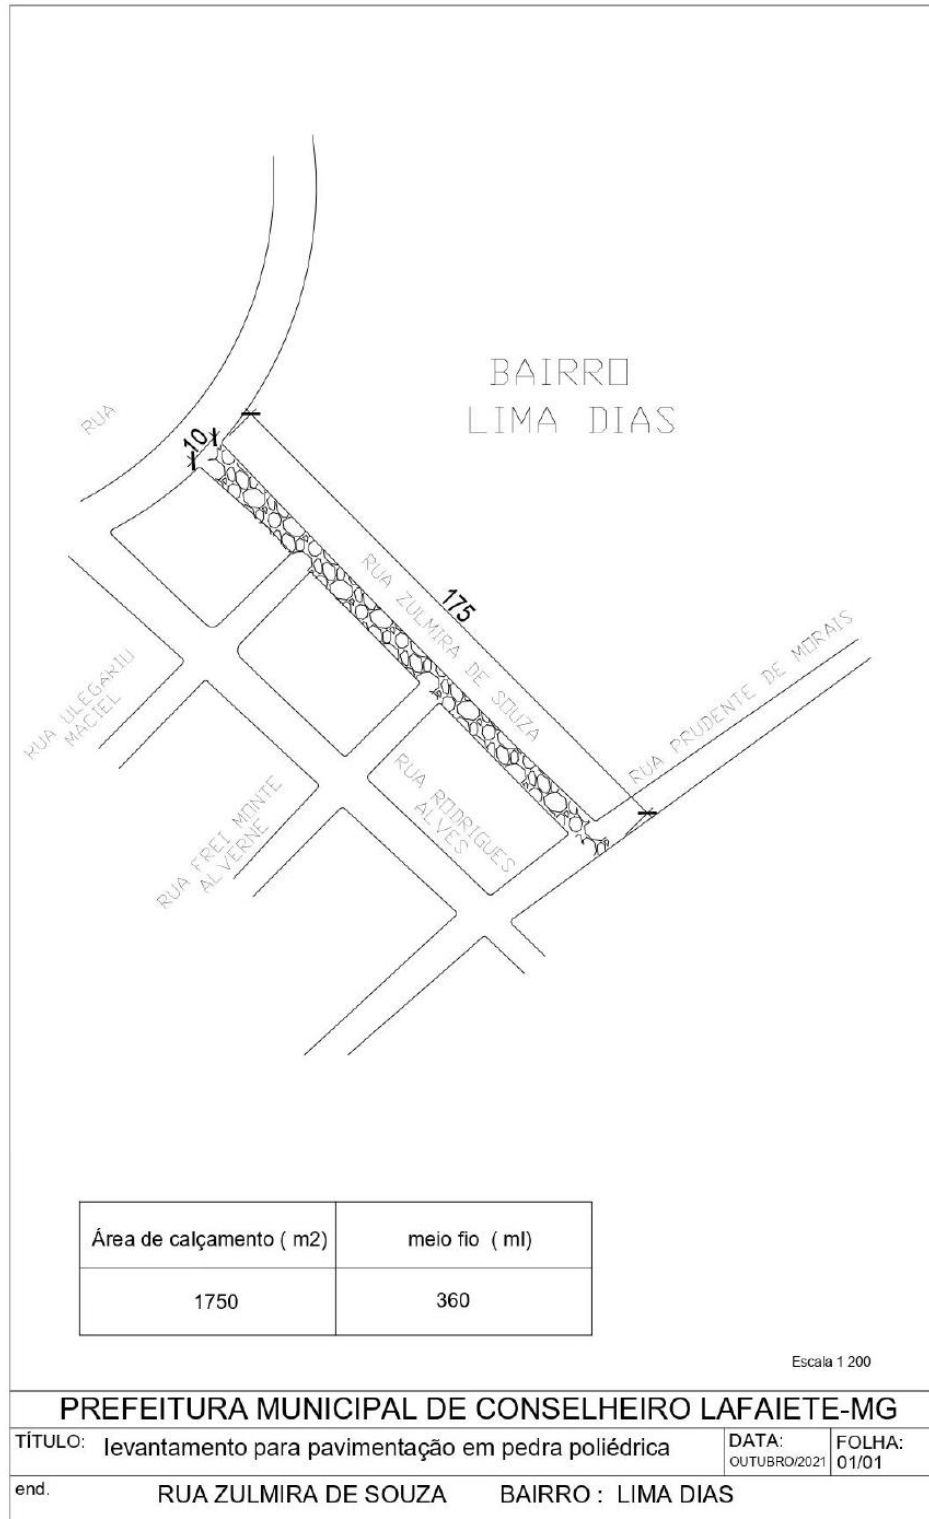 BAIRRO
LIMA DIAS
RUA
10
175
RUA ZULMIRA DE SOUZA
RUA PRUDENTE DE MORAIS
RUA ULEGARIU
MACIEL
RUA RODRIGUES
ALVES
RUA FREI MONTE
ALVERNE
Área de calçamento ( m2)
meio fio ( ml)
1750
360
Escala 1 200
PREFEITURA MUNICIPAL DE CONSELHEIRO LAFAIETE-MG
TÍTULO: levantamento para pavimentação em pedra poliédrica
DATA:
OUTUBRO/2021
FOLHA:
01/01
end. RUA ZULMIRA DE SOUZA BAIRRO : LIMA DIAS